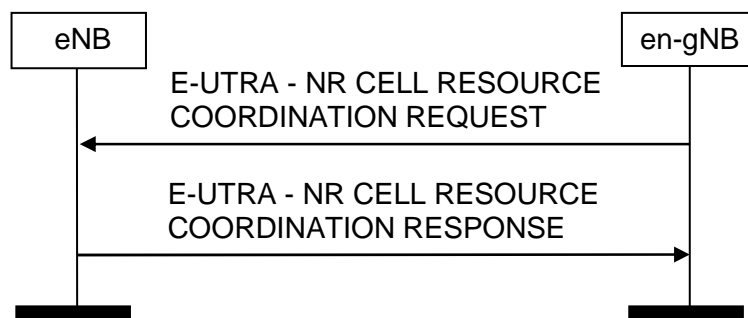 eNB
en-gNB
E-UTRA - NR CELL RESOURCE
COORDINATION REQUEST
E-UTRA - NR CELL RESOURCE
COORDINATION RESPONSE